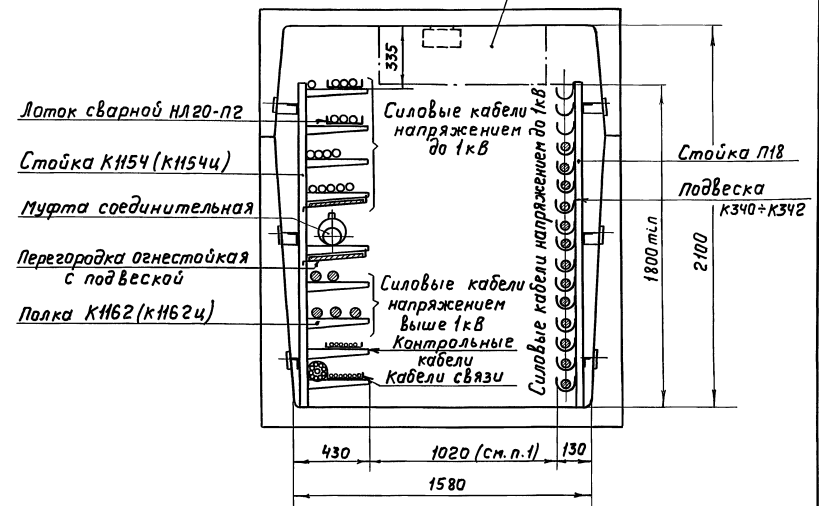 335
Лоток сварной НЛ20-П2
Стойка К1154 (К1154ц)
Муфта соединительная
Перегородка огнестойкая
с подвеской
Полка К1162 (К1162ц)
Силовые кабели
напряжением
до 1кВ
Силовые кабели
напряжением
выше 1кВ
Контрольные
кабели
Кабели связи
Силовые кабели напряжением до 1кВ
Стойка П18
Подвеска
К340÷К342
1800 min
2100
430
1020 (см. п.1)
130
1580